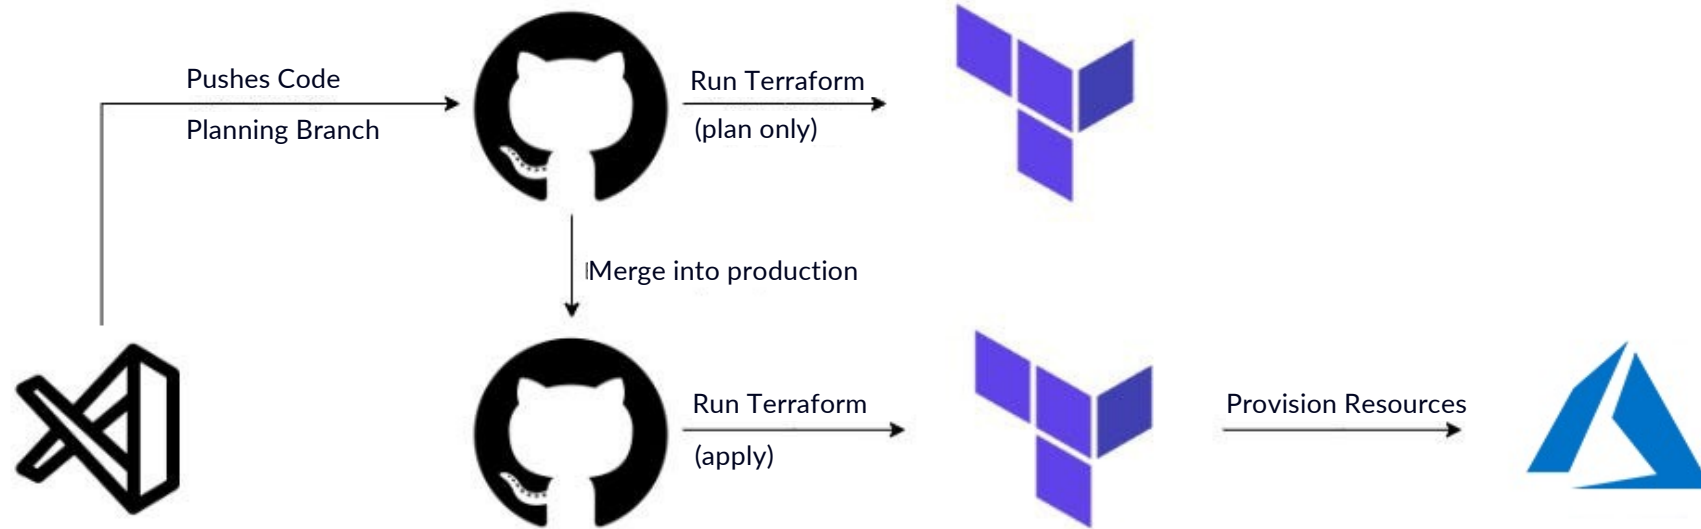 Pushes Code
Planning Branch
Run Terraform
(plan only)
Merge into production
Run Terraform
(apply)
Provision Resources